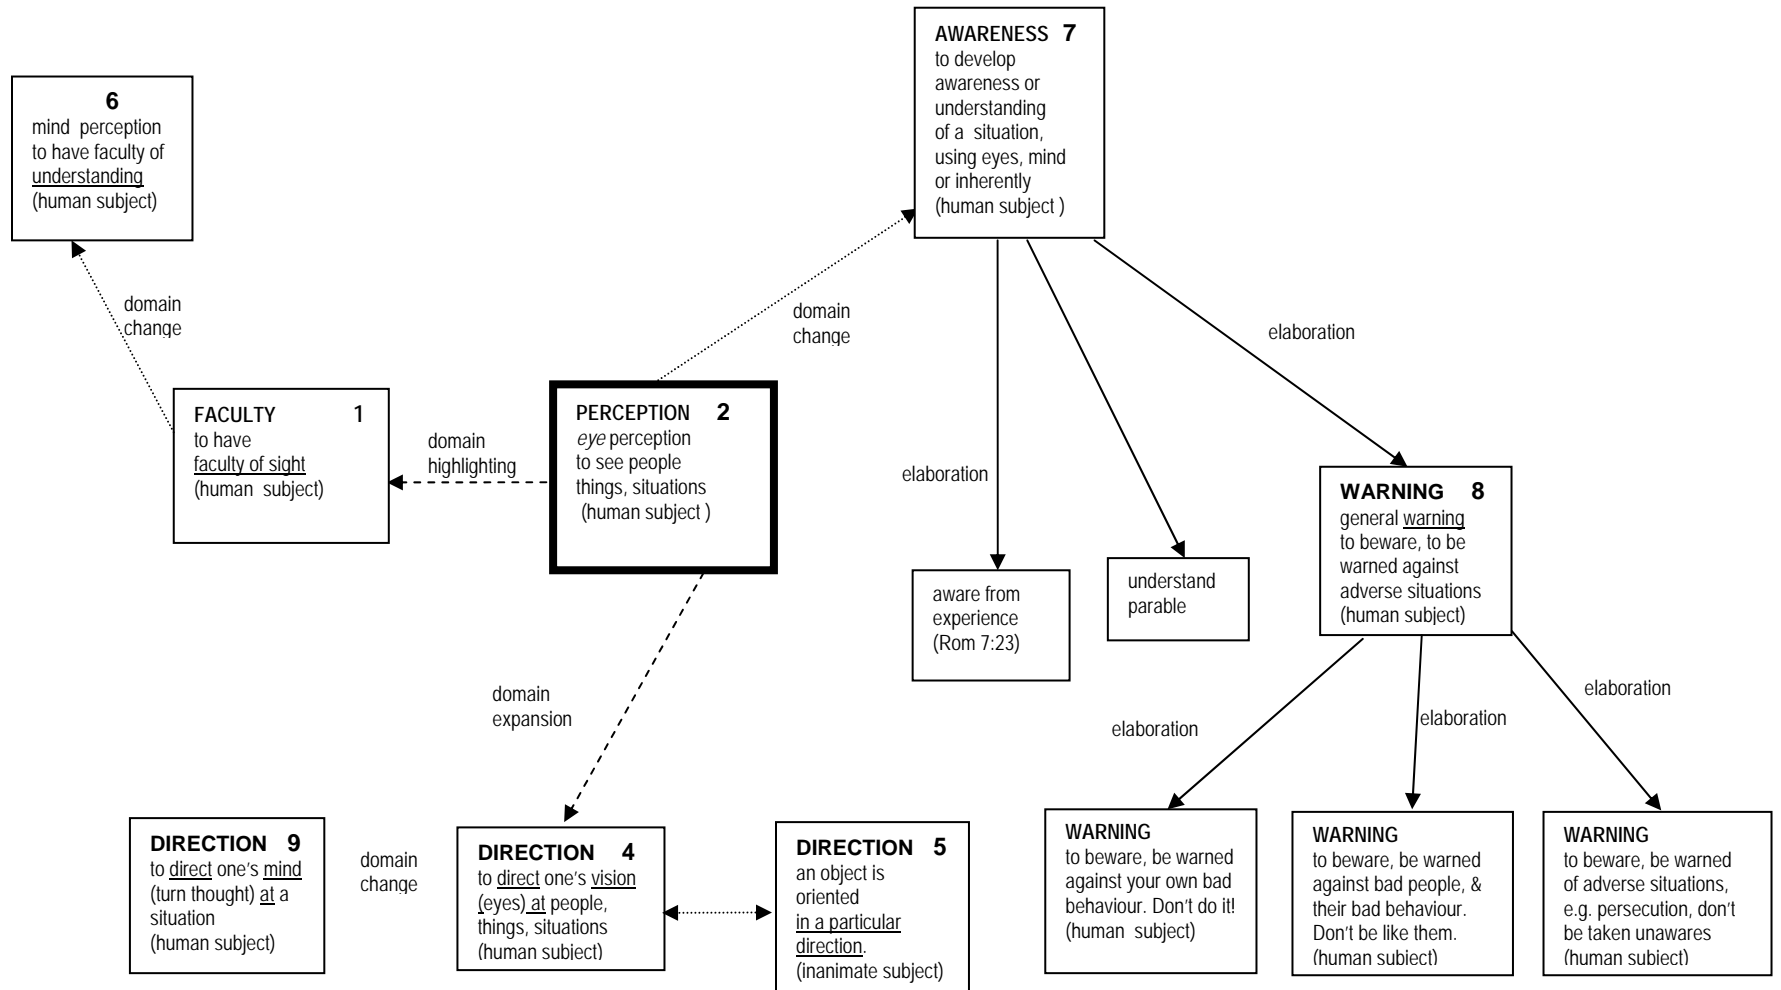 AWARENESS 7
to develop
awareness or
understanding
of a situation,
using eyes, mind
or inherently
(human subject )
6
mind perception
to have faculty of
understanding
(human subject)
domain
change
domain
change
elaboration
FACULTY 1
to have
faculty of sight
(human subject)
domain
highlighting
PERCEPTION 2
eye perception
to see people
things, situations
(human subject )
elaboration
WARNING 8
general warning
to beware, to be
warned against
adverse situations
(human subject)
aware from
experience
(Rom 7:23)
understand
parable
domain
expansion
elaboration
elaboration
elaboration
DIRECTION 9
to direct one's mind
(turn thought) at a
situation
(human subject)
domain
change
DIRECTION 4
to direct one's vision
(eyes) at people,
things, situations
(human subject)
DIRECTION 5
an object is
oriented
in a particular
direction.
(inanimate subject)
WARNING
to beware, be warned
against your own bad
behaviour. Don't do it!
(human subject)
WARNING
to beware, be warned
against bad people, &
their bad behaviour.
Don't be like them.
(human subject)
WARNING
to beware, be warned
of adverse situations,
e.g. persecution, don't
be taken unawares
(human subject)